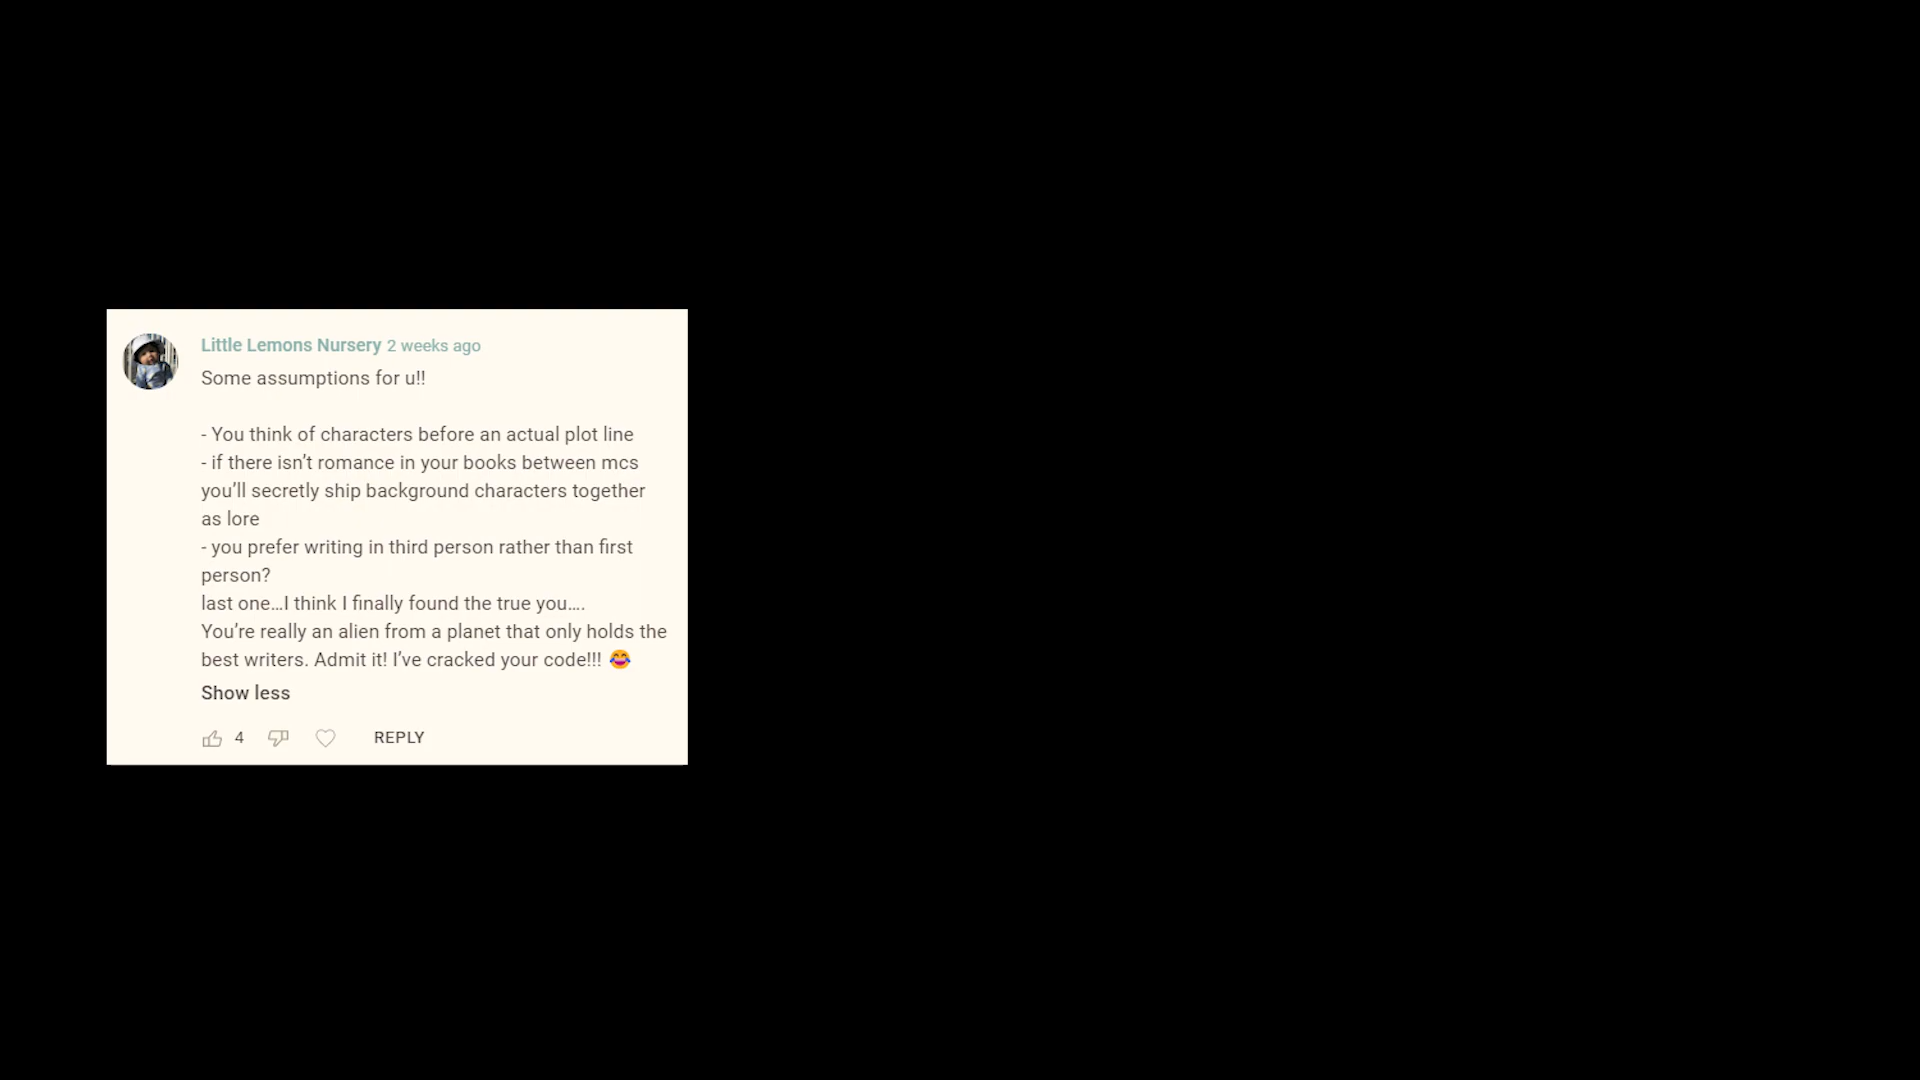 Little Lemons Nursery 2 weeks ago
Some assumptions for u!!
- You think of characters before an actual plot line
- if there isn’t romance in your books between mcs
you’ll secretly ship background characters together
as lore
- you prefer writing in third person rather than first
person?
last one…I think I finally found the true you….
You’re really an alien from a planet that only holds the
best writers. Admit it! I’ve cracked your code!!! 😂
Show less
4 REPLY